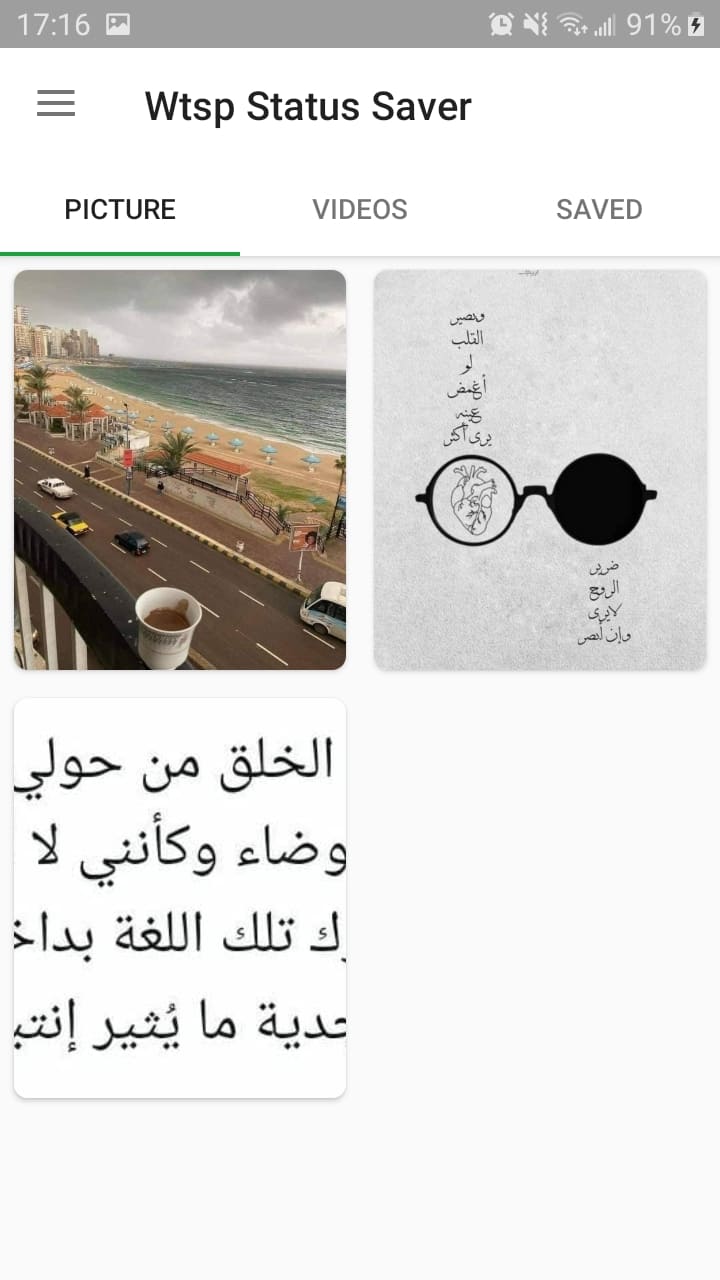 17:16
91%
Wtsp Status Saver
PICTURE
VIDEOS
SAVED
وبصير
القلب
لو
أغمض
عينه
يرى أكثر
ضرير
الروح
لا يرى
وإن أبصر
الخلق من حولي
وضاء وكأنني لا
ك تلك اللغة بداخ
حدية ما يُثير إنتب